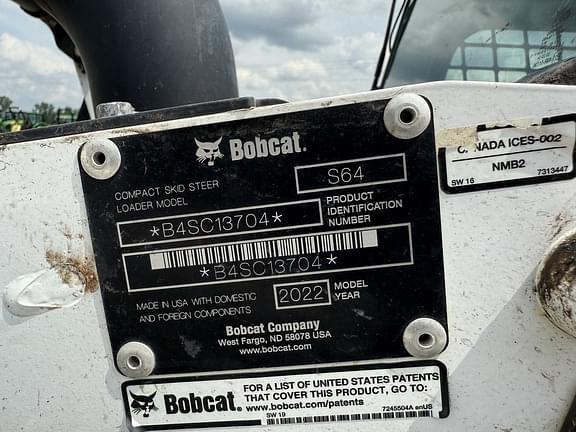 Bobcat.
COMPACT SKID STEER
LOADER MODEL
S64
*B4SC13704*
PRODUCT
IDENTIFICATION
NUMBER
*B4SC13704*
MADE IN USA WITH DOMESTIC
AND FOREIGN COMPONENTS
2022
MODEL
YEAR
Bobcat Company
West Fargo, ND 58078 USA
www.bobcat.com
CANADA ICES-002
NMB2
SW 16
7313447
Bobcat.
FOR A LIST OF UNITED STATES PATENTS
THAT COVER THIS PRODUCT, GO TO:
www.bobcat.com/patents
SW 19
7245504A enUS